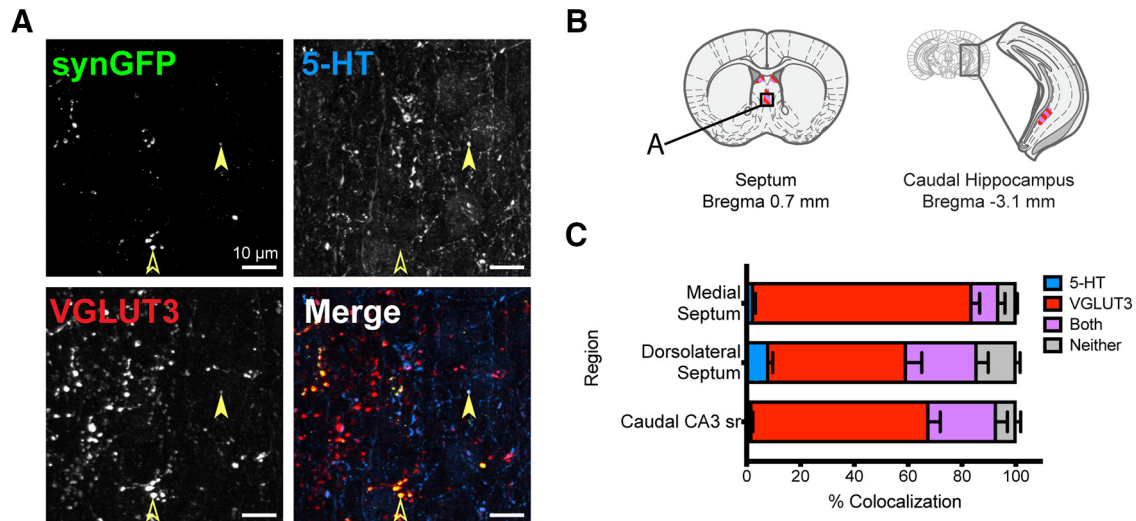 A
synGFP
10 µm
5-HT
VGLUT3
Merge
B
A
Septum
Bregma 0.7 mm
Caudal Hippocampus
Bregma -3.1 mm
C
Region
Medial
Septum
Dorsolateral
Septum
Caudal CA3 sr
0 20 40 60 80 100
% Colocalization
5-HT
VGLUT3
Both
Neither